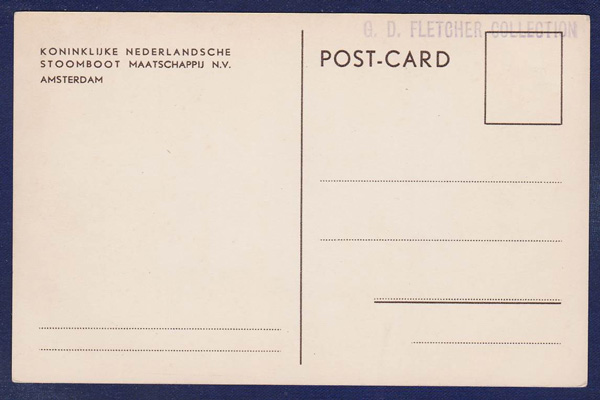 G. D. FLETCHER COLLECTION
KONINKLIJKE NEDERLANDSCHE
STOOMBOOT MAATSCHAPPIJ N.V.
AMSTERDAM
POST-CARD